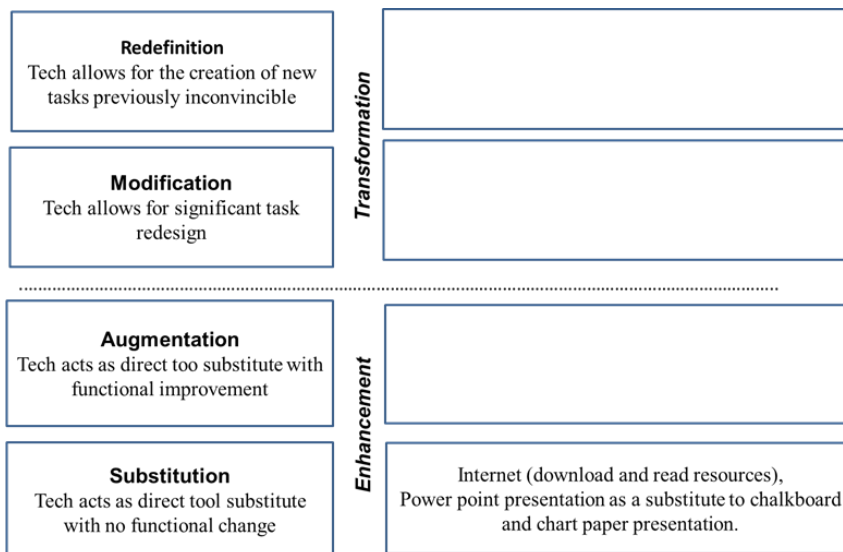 Redefinition
Tech allows for the creation of new
tasks previously inconvincible
Transformation
Modification
Tech allows for significant task
redesign
Augmentation
Tech acts as direct too substitute with
functional improvement
Enhancement
Substitution
Tech acts as direct tool substitute
with no functional change
Internet (download and read resources),
Power point presentation as a substitute to chalkboard
and chart paper presentation.